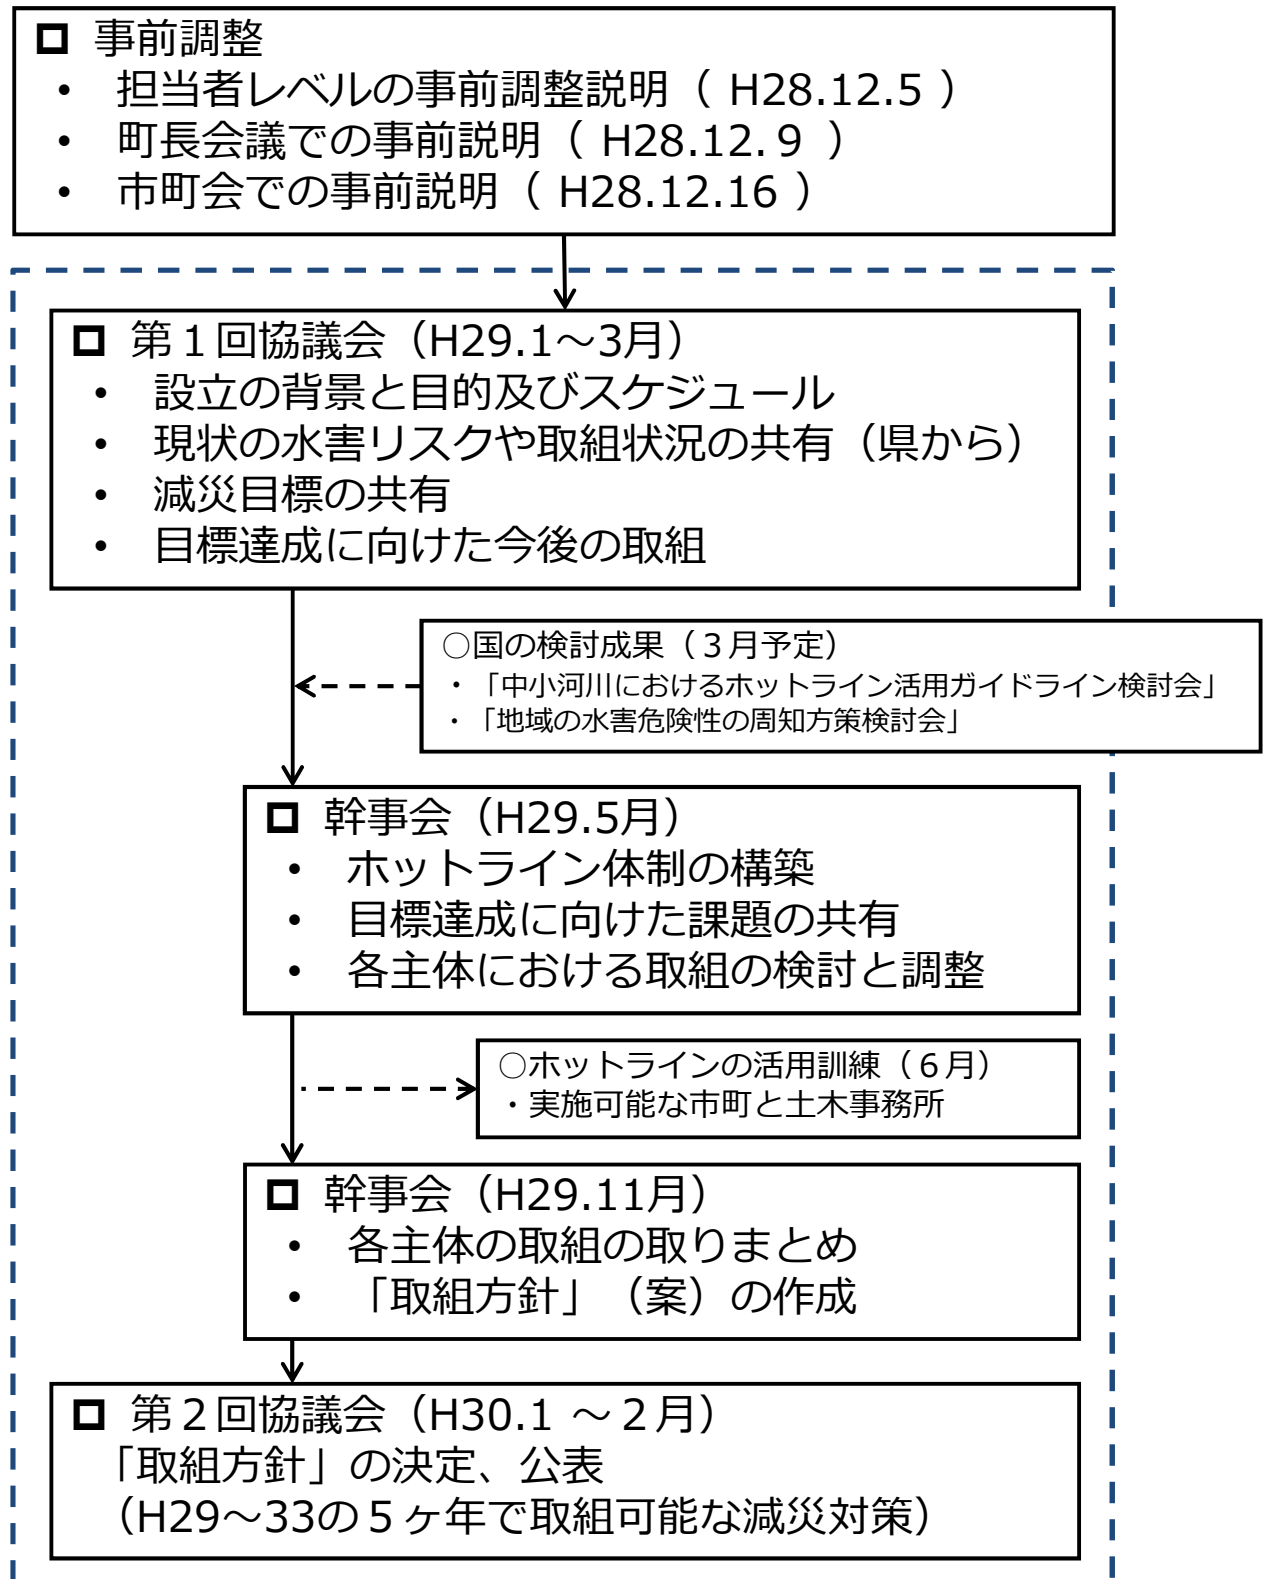 事前調整
• 担当者レベルの事前調整説明（ H28.12.5 ）
• 町長会議での事前説明（ H28.12.９ ）
• 市町会での事前説明（ H28.12.16 ）
第１回協議会（H29.1～3月）
• 設立の背景と目的及びスケジュール
• 現状の水害リスクや取組状況の共有（県から）
• 減災目標の共有
• 目標達成に向けた今後の取組
○国の検討成果（３月予定）
・「中小河川におけるホットライン活用ガイドライン検討会」
・「地域の水害危険性の周知方策検討会」
幹事会（H29.5月）
• ホットライン体制の構築
• 目標達成に向けた課題の共有
• 各主体における取組の検討と調整
○ホットラインの活用訓練（６月）
・実施可能な市町と土木事務所
幹事会（H29.11月）
• 各主体の取組の取りまとめ
• 「取組方針」（案）の作成
第２回協議会（H30.1 ～２月）
「取組方針」の決定、公表
（H29～33の５ヶ年で取組可能な減災対策）